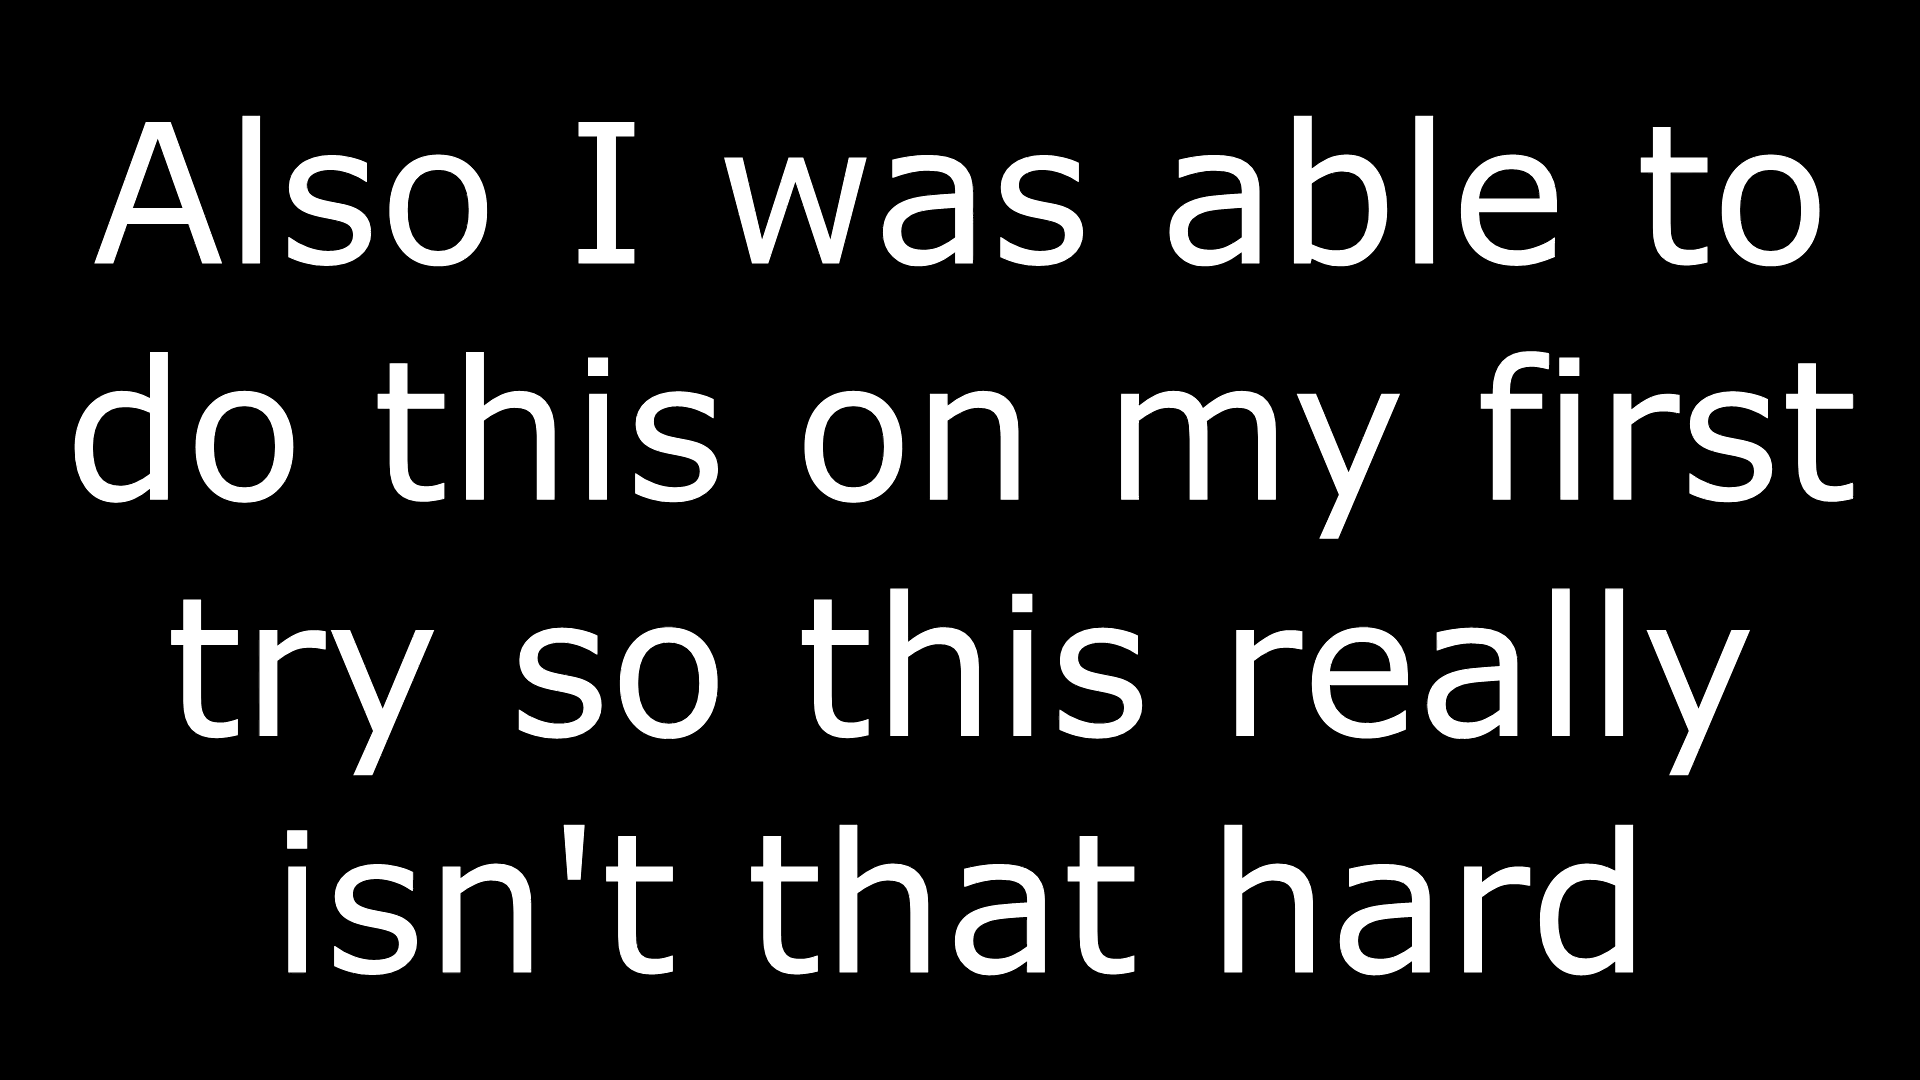 Also I was able to
do this on my first
try so this really
isn't that hard